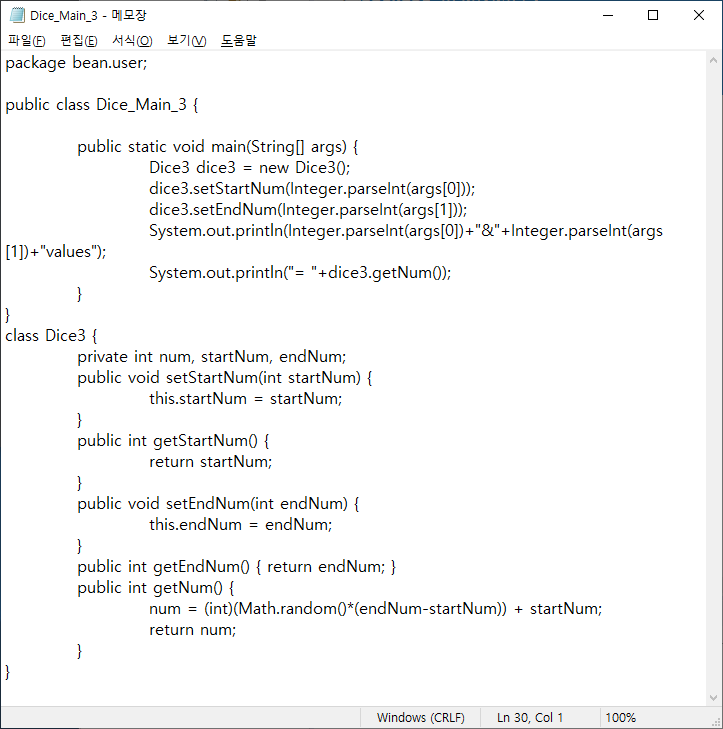 Dice_Main_3 - 메모장
파일(F) 편집(E) 서식(O) 보기(V) 도움말
package bean.user;
public class Dice_Main_3 {
public static void main(String[] args) {
Dice3 dice3 = new Dice3();
dice3.setStartNum(Integer.parseInt(args[0]));
dice3.setEndNum(Integer.parseInt(args[1]));
System.out.println(Integer.parseInt(args[0])+"&"+Integer.parseInt(args
[1])+"values");
System.out.println("= "+dice3.getNum());
}
}
class Dice3 {
private int num, startNum, endNum;
public void setStartNum(int startNum) {
this.startNum = startNum;
}
public int getStartNum() {
return startNum;
}
public void setEndNum(int endNum) {
this.endNum = endNum;
}
public int getEndNum() { return endNum; }
public int getNum() {
num = (int)(Math.random()*(endNum-startNum)) + startNum;
return num;
}
}
Windows (CRLF) Ln 30, Col 1 100%